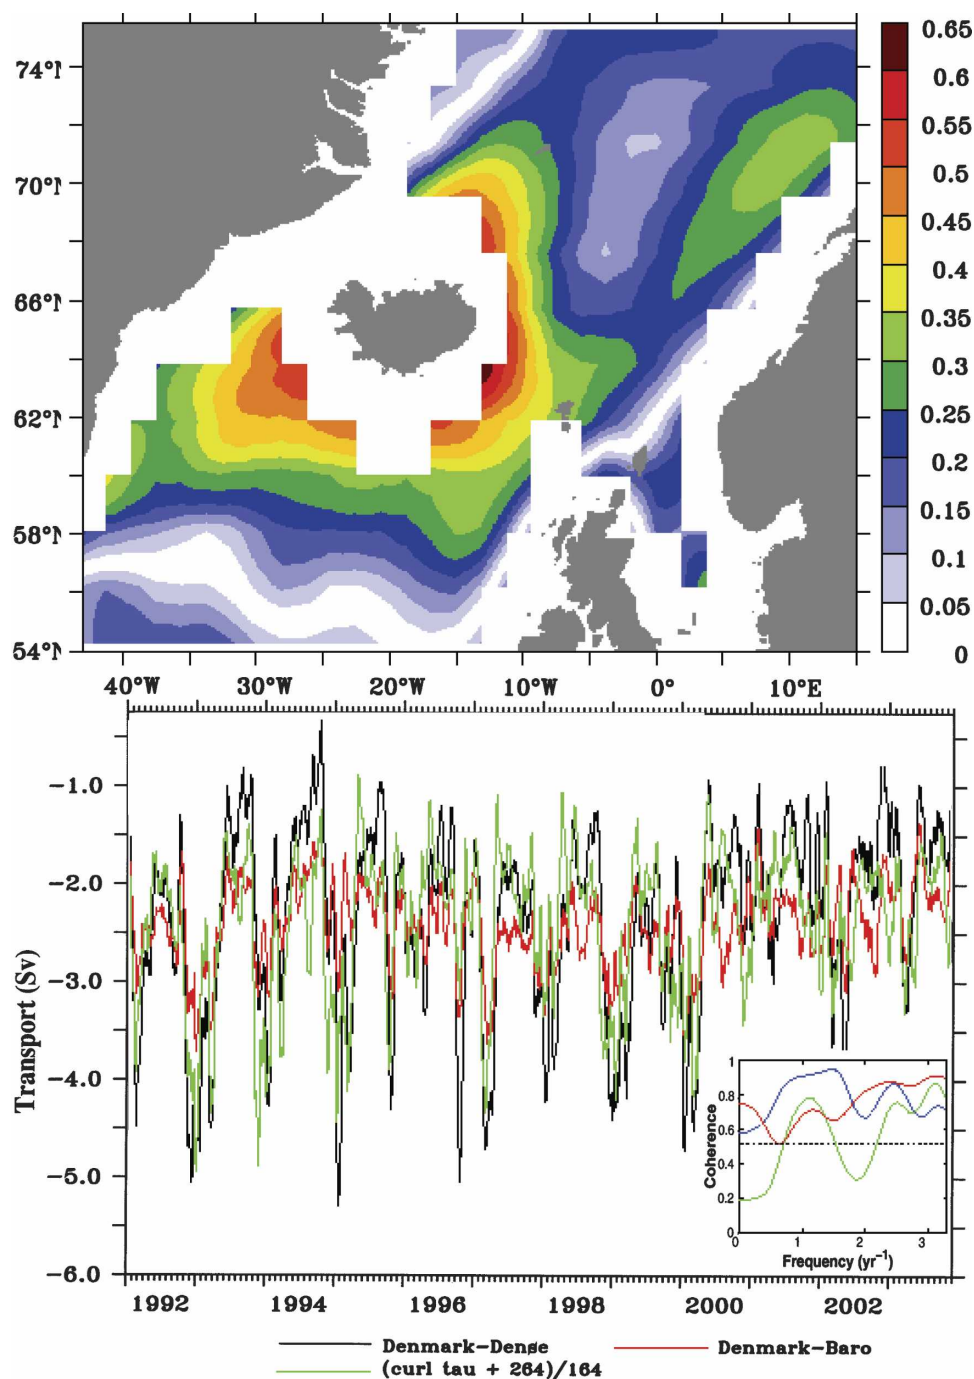 74°N
70°N
66°N
62°N
58°N
54°N
40°W 30°W 20°W 10°W 0° 10°E
0.65
0.6
0.55
0.5
0.45
0.4
0.35
0.3
0.25
0.2
0.15
0.1
0.05
0
Transport (Sv)
-1.0
-2.0
-3.0
-4.0
-5.0
-6.0
1992 1994 1996 1998 2000 2002
Coherence
1
0.8
0.6
0.4
0.2
0 1 2 3
Frequency (yr⁻¹)
Denmark-Dense Denmark-Baro
(curl tau + 264)/164